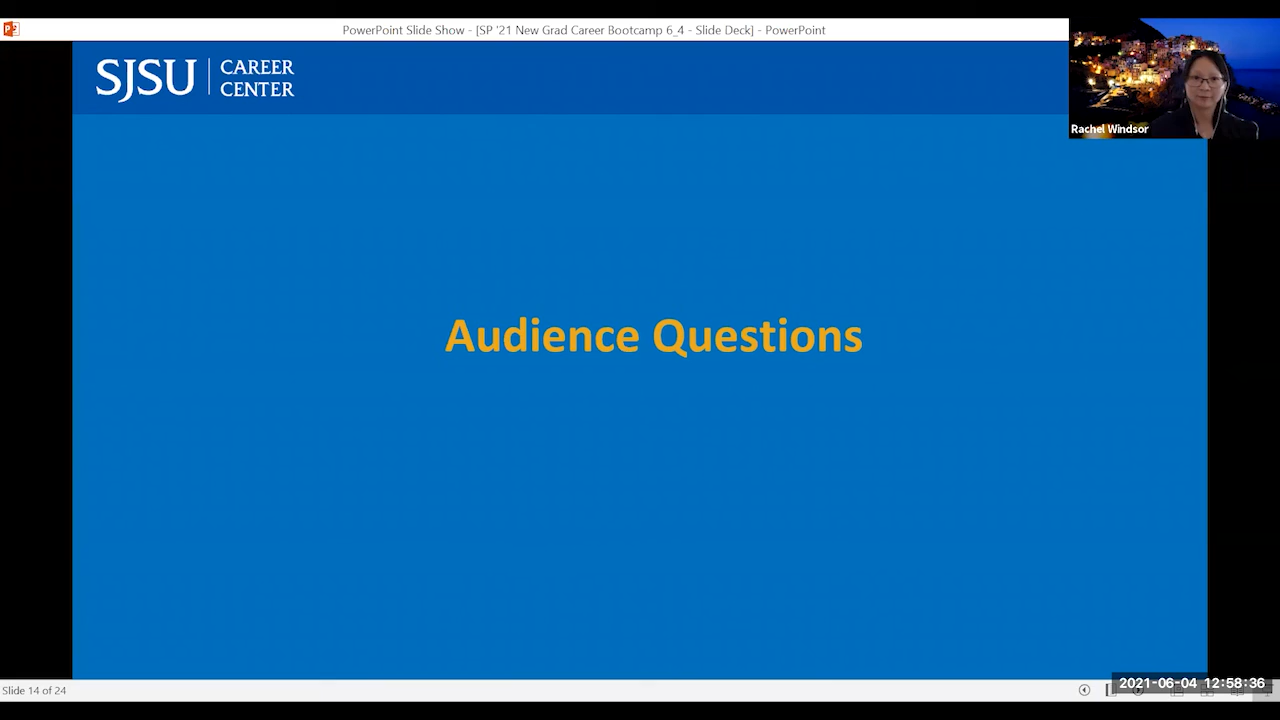 PowerPoint Slide Show - [SP '21 New Grad Career Bootcamp 6_4 - Slide Deck] - PowerPoint
SJSU CAREER
CENTER
Rachel Windsor
Audience Questions
Slide 14 of 24
2021-06-04 12:58:36